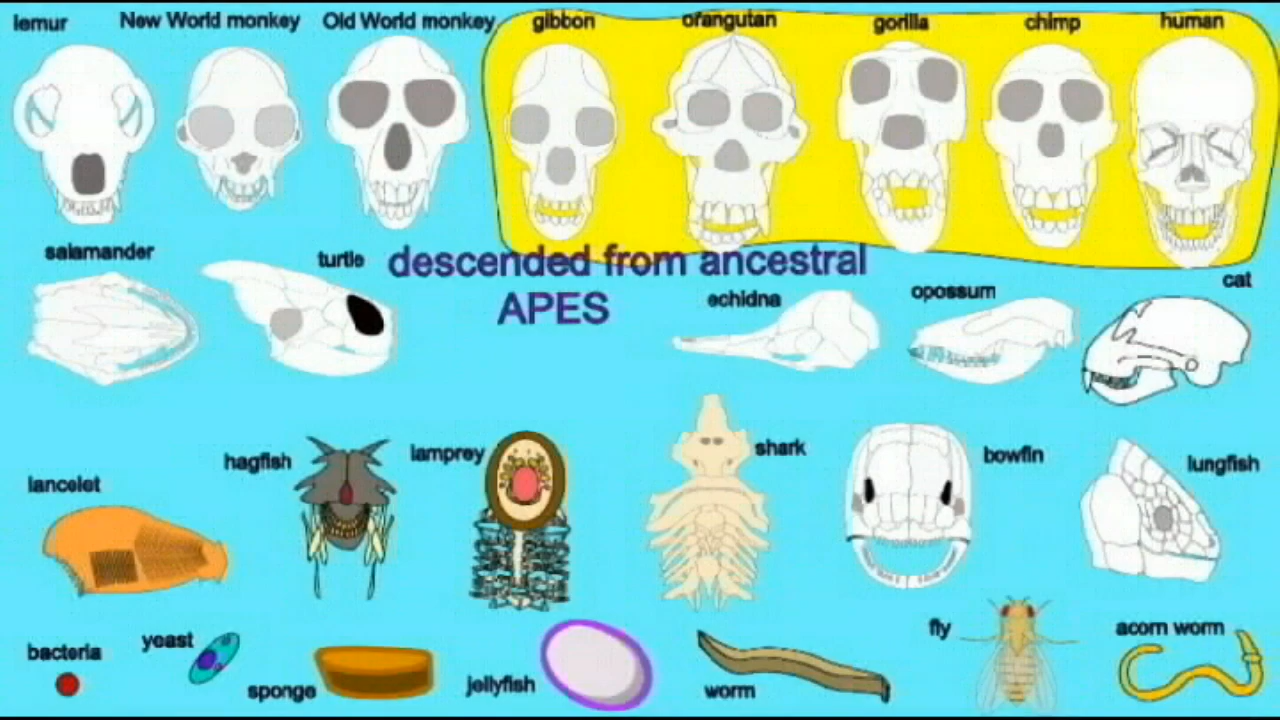 lemur
New World monkey
Old World monkey
gibbon
orangutan
gorilla
chimp
human
salamander
turtle
descended from ancestral
APES
echidna
opossum
cat
lancelet
hagfish
lamprey
shark
bowfin
lungfish
bacteria
yeast
sponge
jellyfish
worm
fly
acorn worm